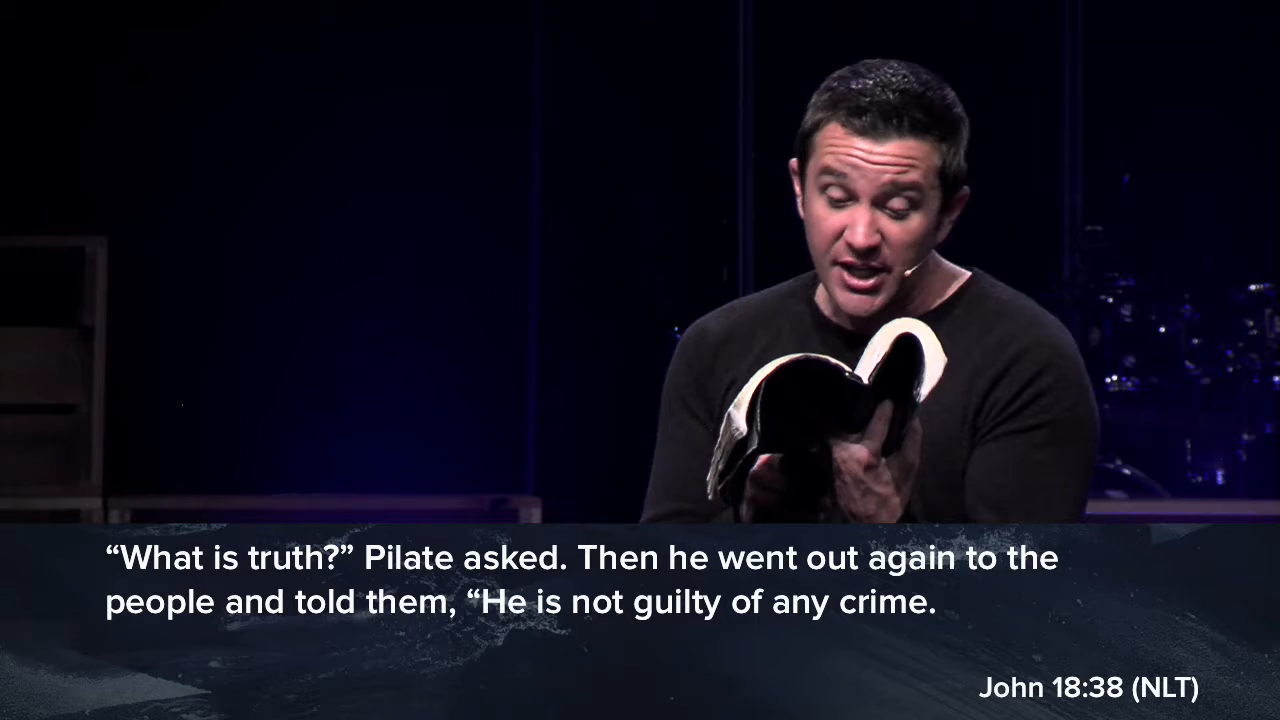 “What is truth?” Pilate asked. Then he went out again to the
people and told them, “He is not guilty of any crime.
John 18:38 (NLT)